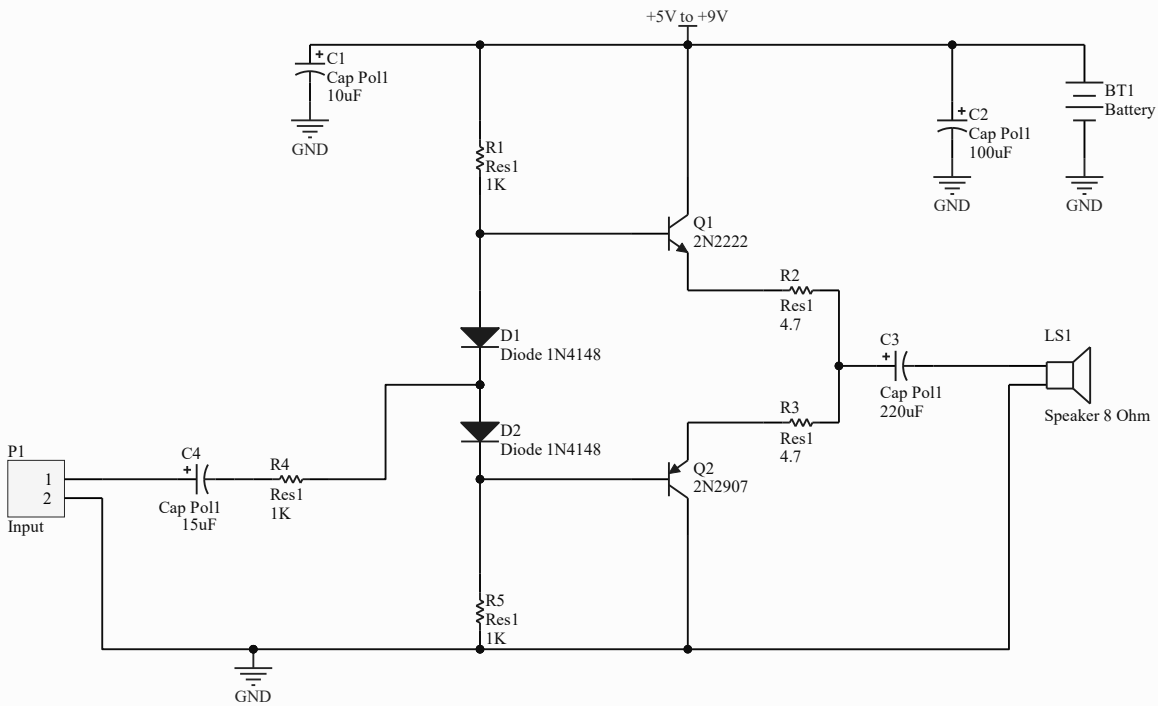 +5V to +9V
+ C1
Cap Pol1
10uF
GND
R1
Res1
1K
+ C2
Cap Pol1
100uF
GND
BT1
Battery
GND
Q1
2N2222
R2
Res1
4.7
D1
Diode 1N4148
C3
+
Cap Pol1
220uF
LS1
Speaker 8 Ohm
D2
Diode 1N4148
R3
Res1
4.7
P1
1
2
Input
C4
+
Cap Pol1
15uF
R4
Res1
1K
Q2
2N2907
R5
Res1
1K
GND